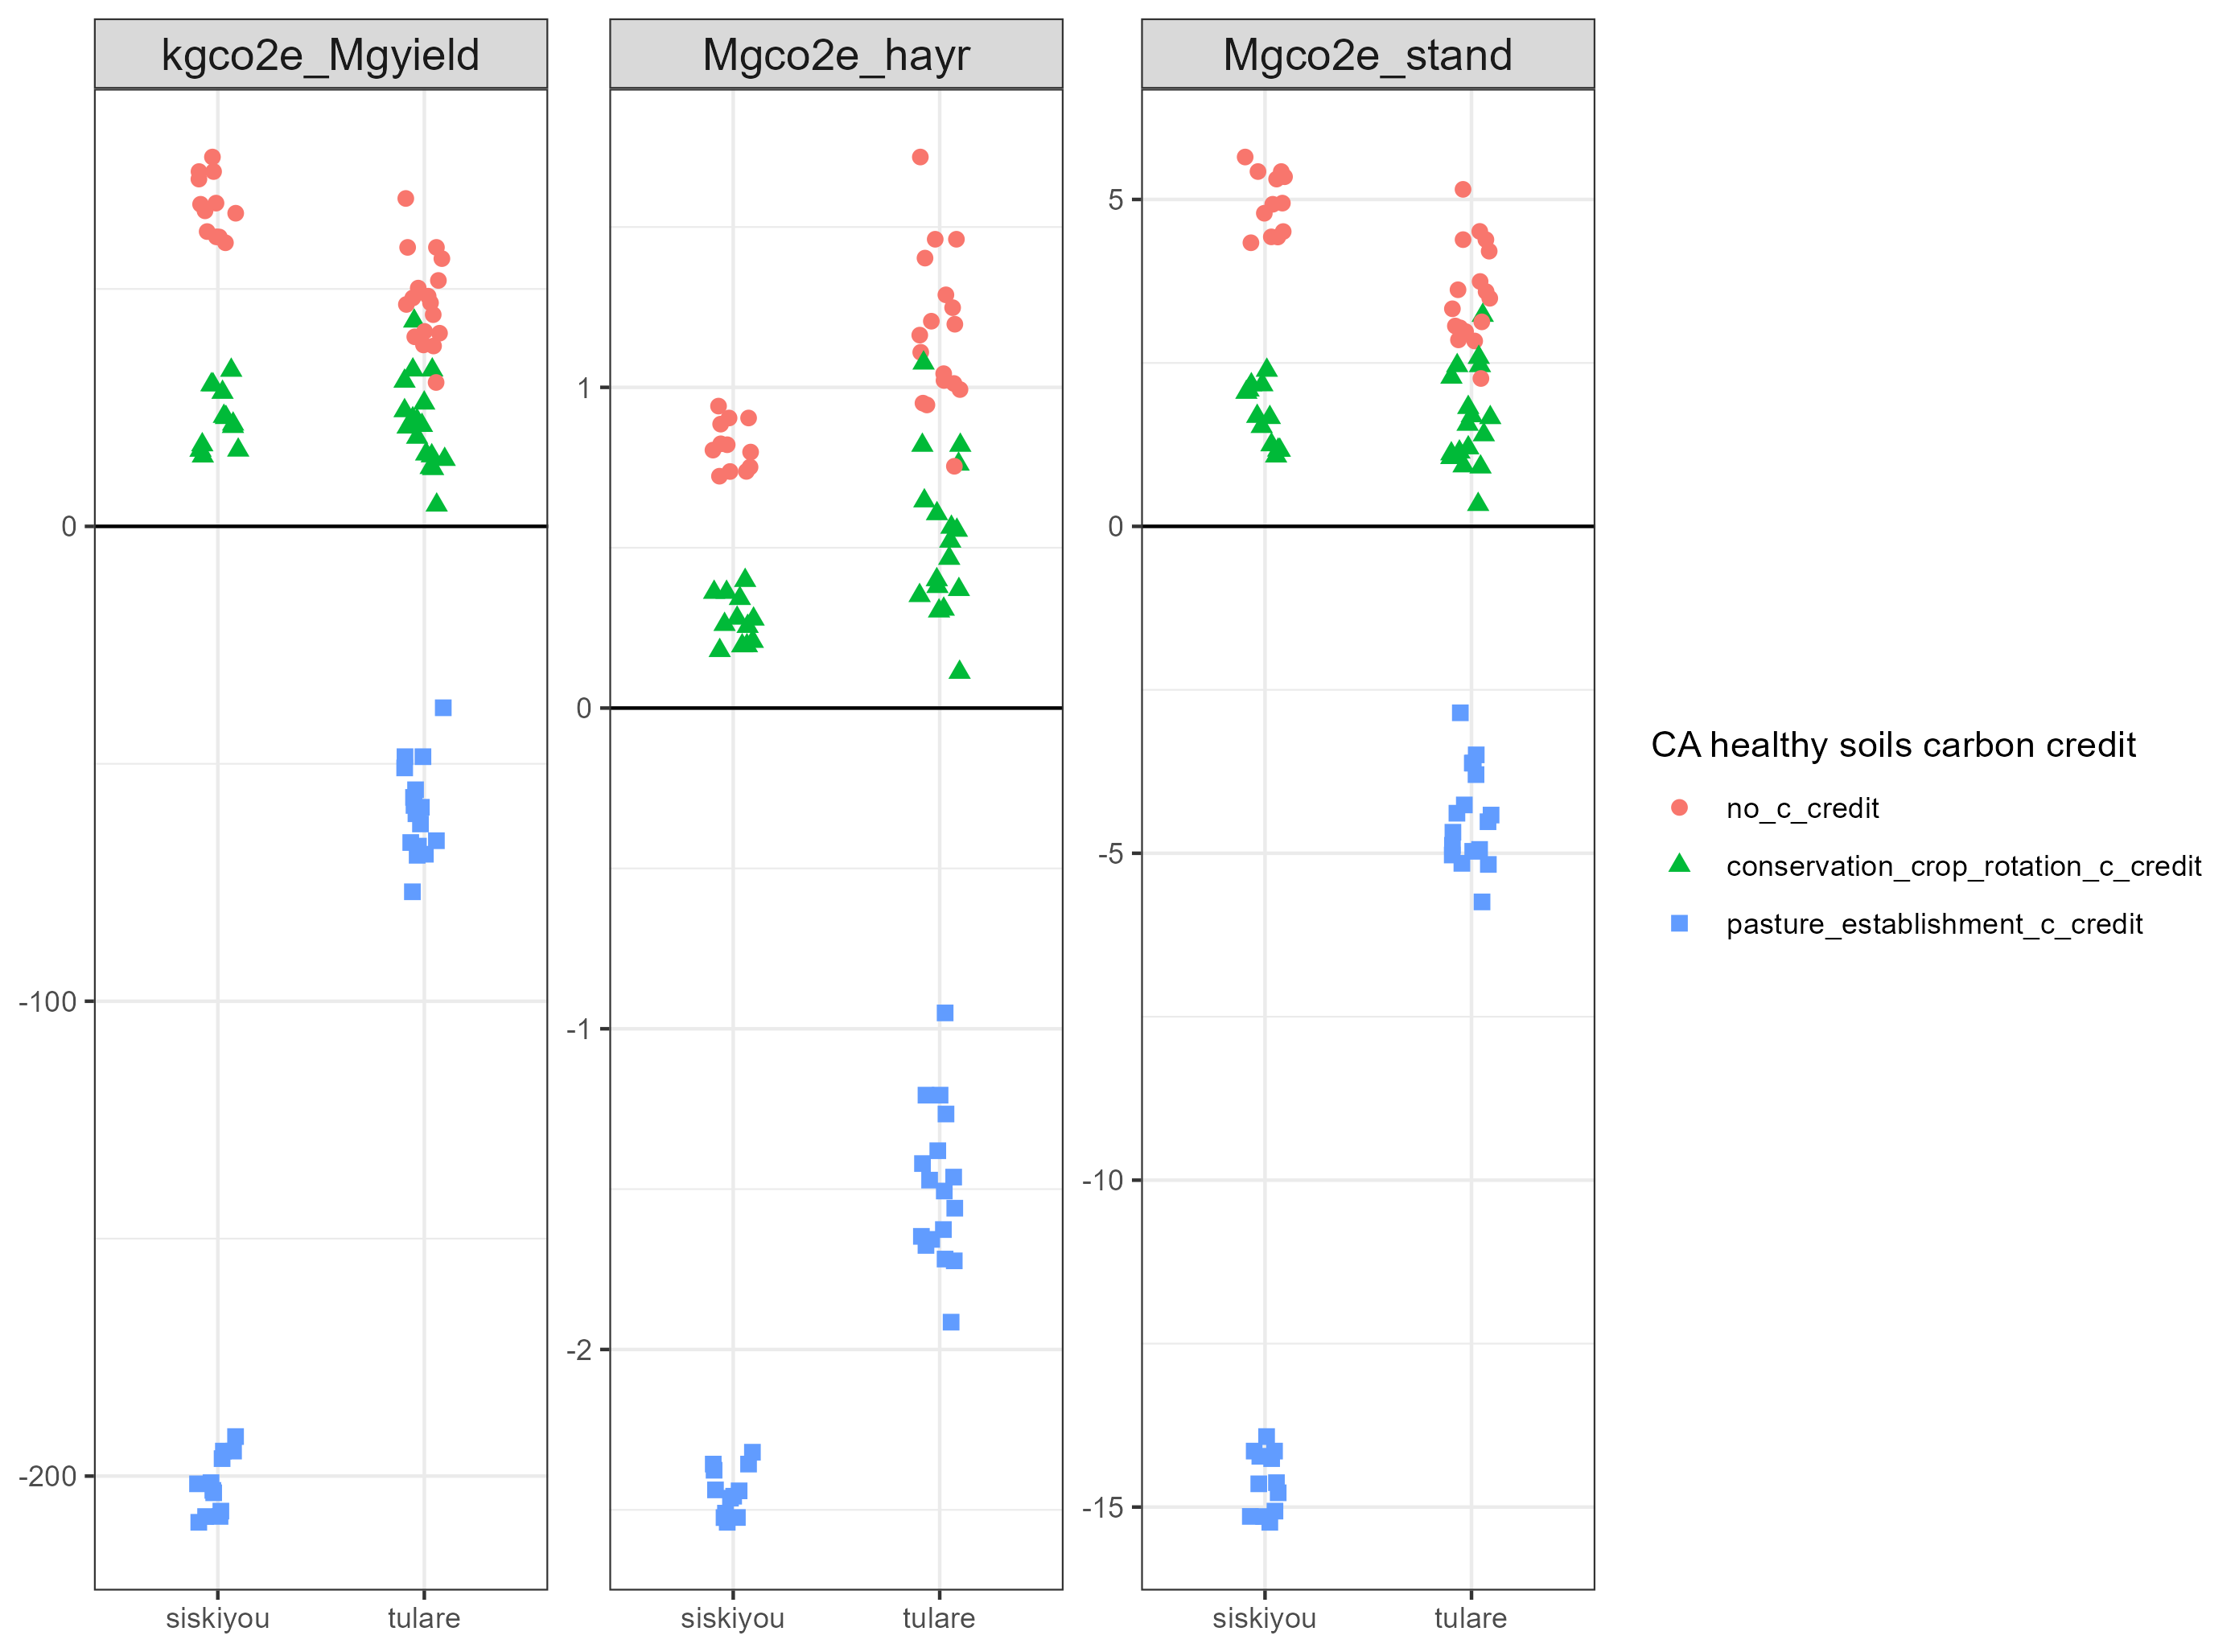 kgco2e_Mgyield
Mgco2e_hayr
Mgco2e_stand
0
-100
-200
1
0
-1
-2
5
0
-5
-10
-15
siskiyou
tulare
siskiyou
tulare
siskiyou
tulare
CA healthy soils carbon credit
no_c_credit
conservation_crop_rotation_c_credit
pasture_establishment_c_credit